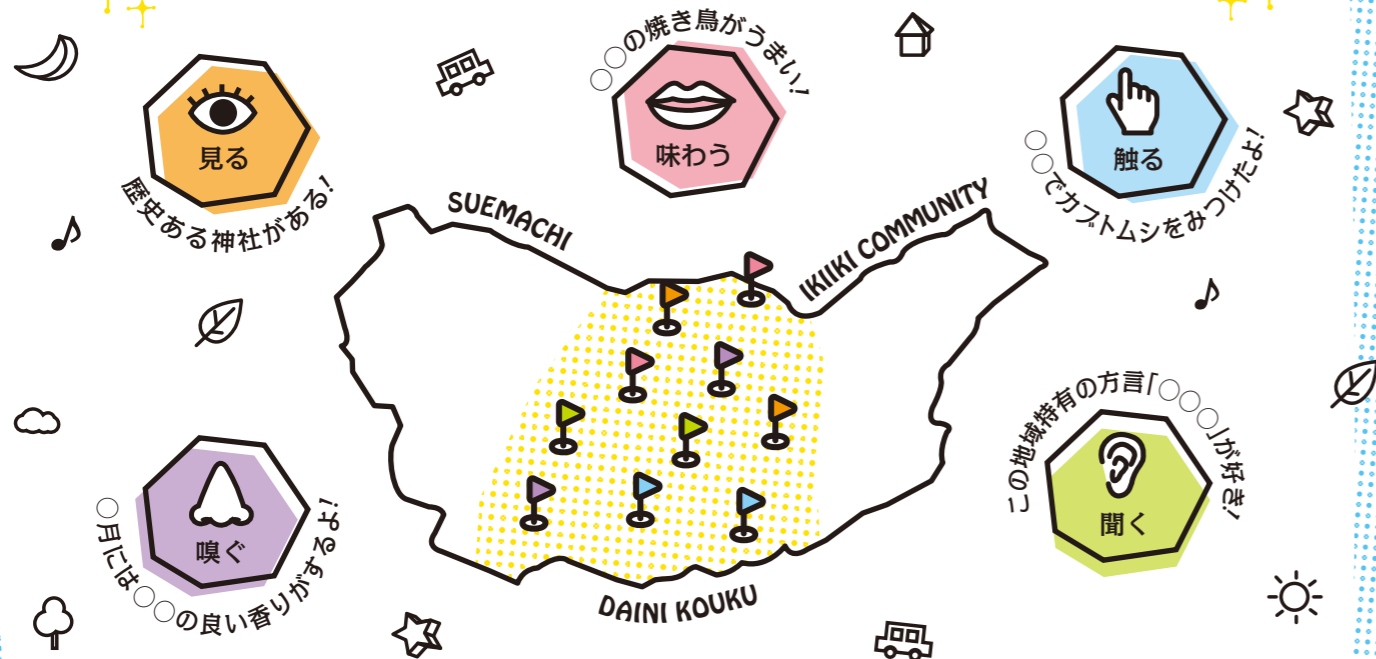 ○○の焼き鳥がうまい!
味わう
見る
歴史ある神社がある!
触る
○○でカブトムシをみつけたよ!
SUEMACHI
IKIIKI COMMUNITY
この地域特有の方言「○○○」が好き!
聞く
嗅ぐ
○月には○○の良い香りがするよ!
DAINI KOUKU